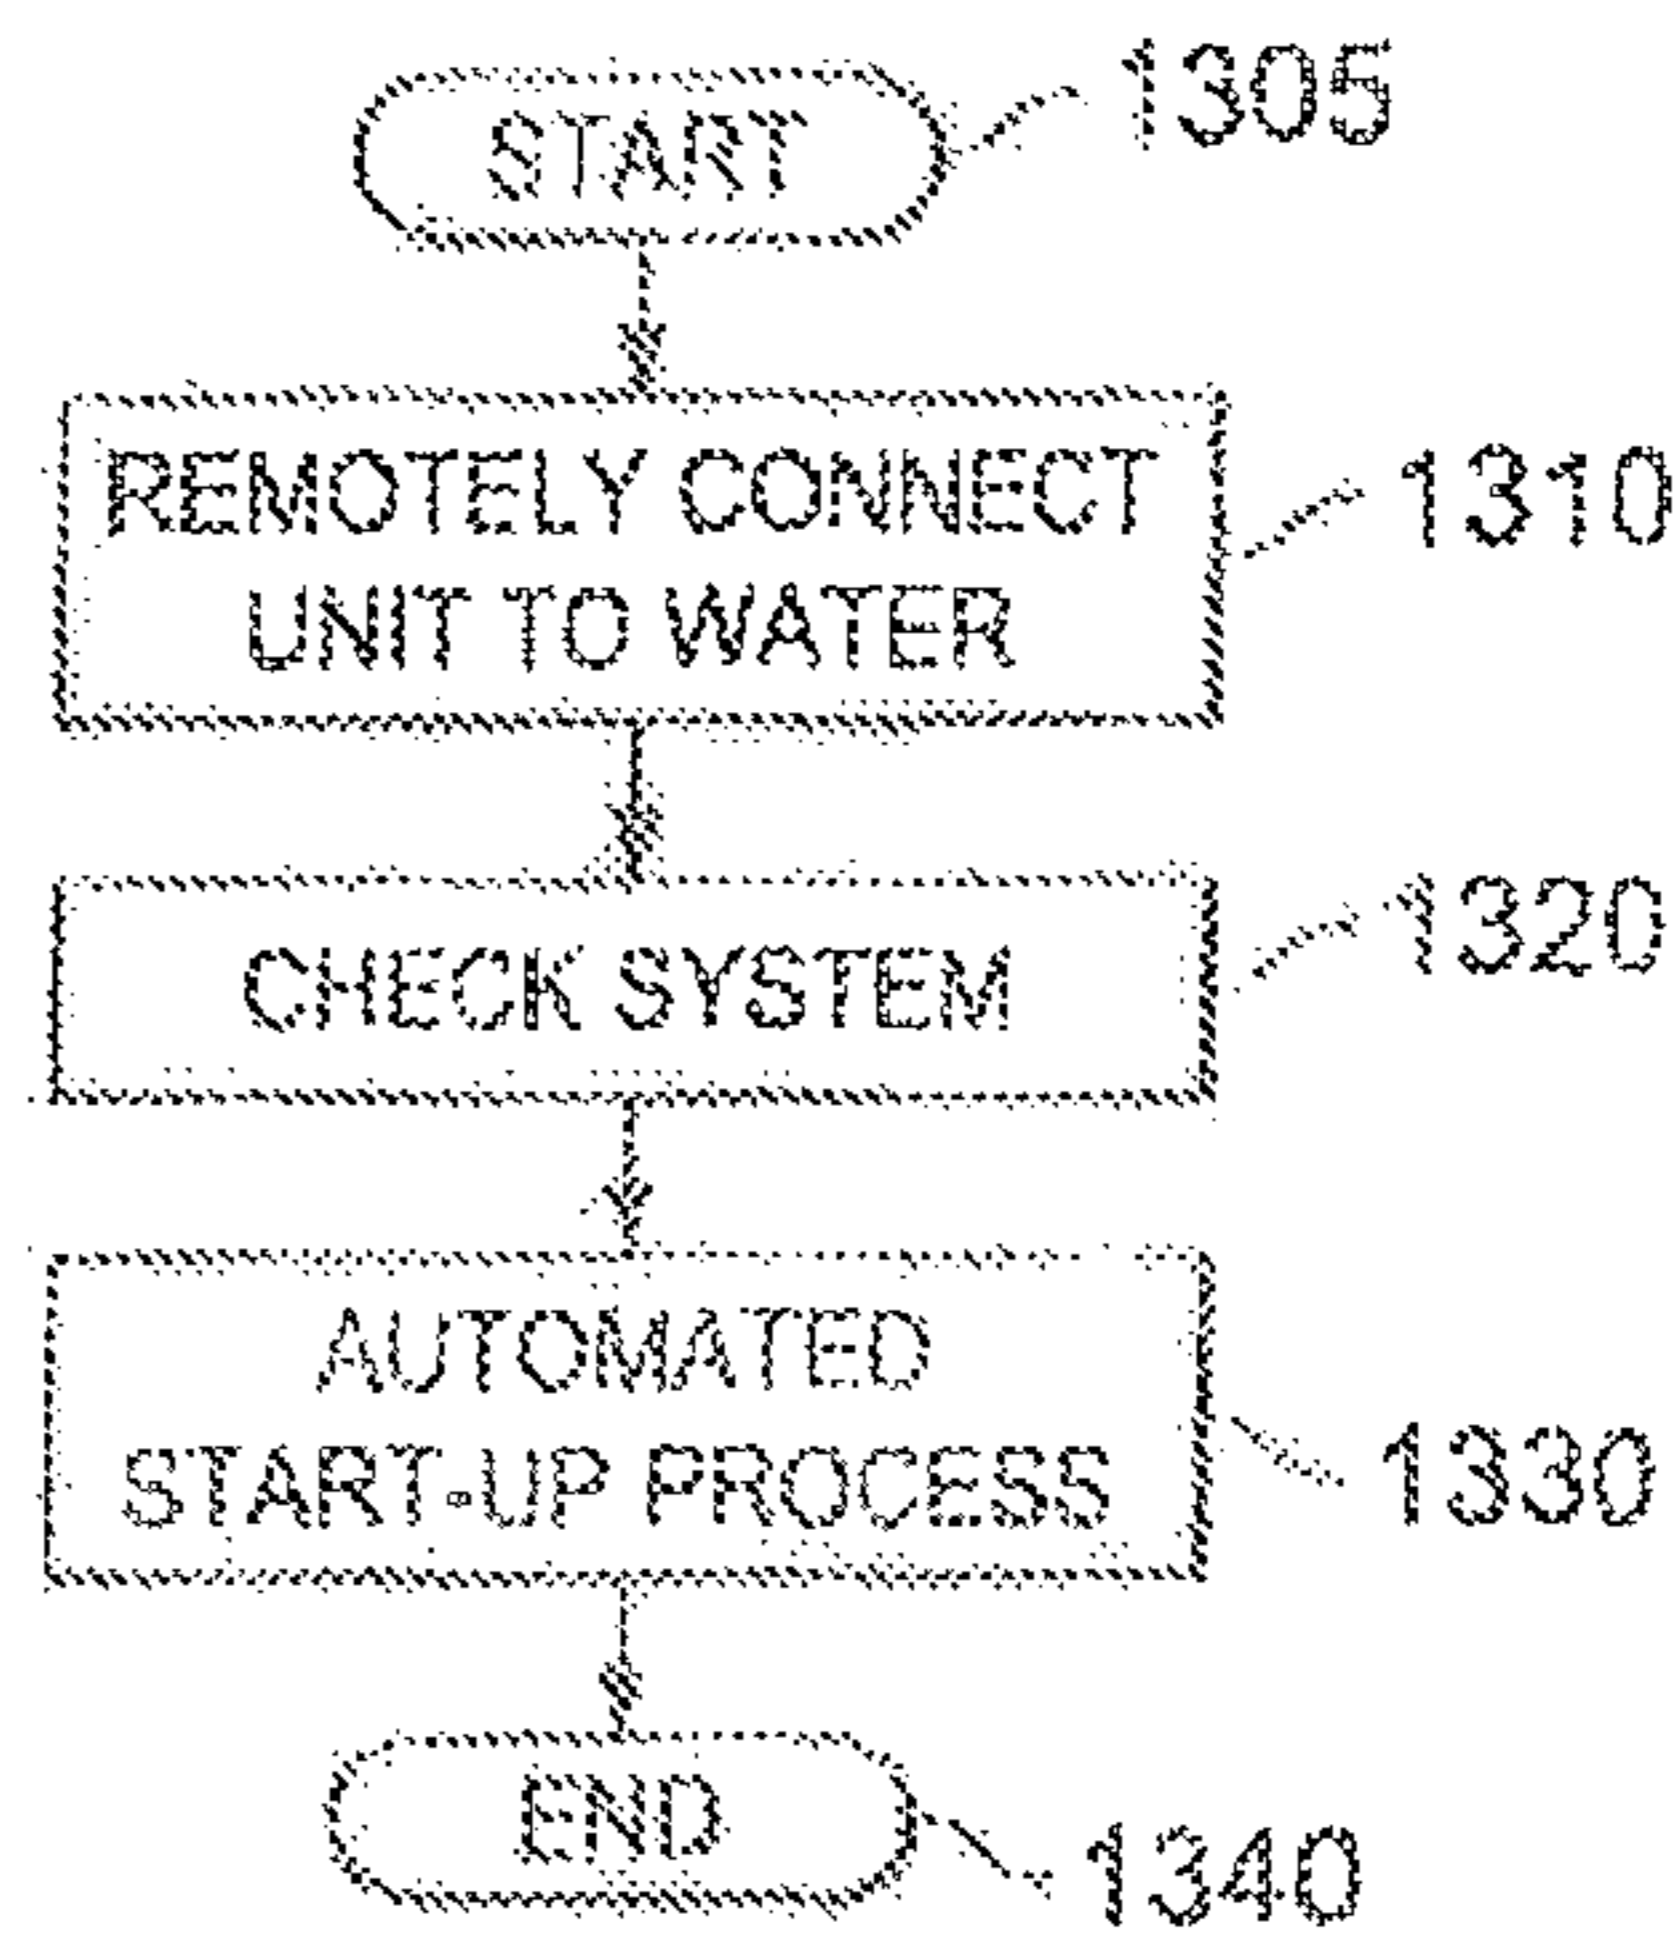 START
1305
REMOTELY CONNECT
UNIT TO WATER
1310
CHECK SYSTEM
1320
AUTOMATED
START-UP PROCESS
1330
END
1340